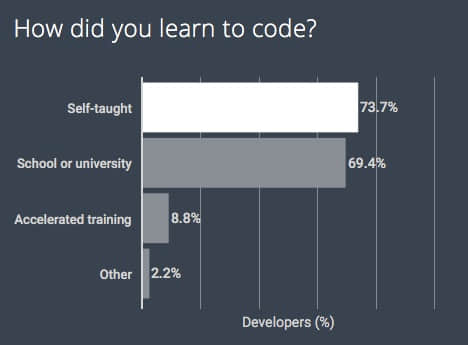 How did you learn to code?
Self-taught 73.7%
School or university 69.4%
Accelerated training 8.8%
Other 2.2%
Developers (%)